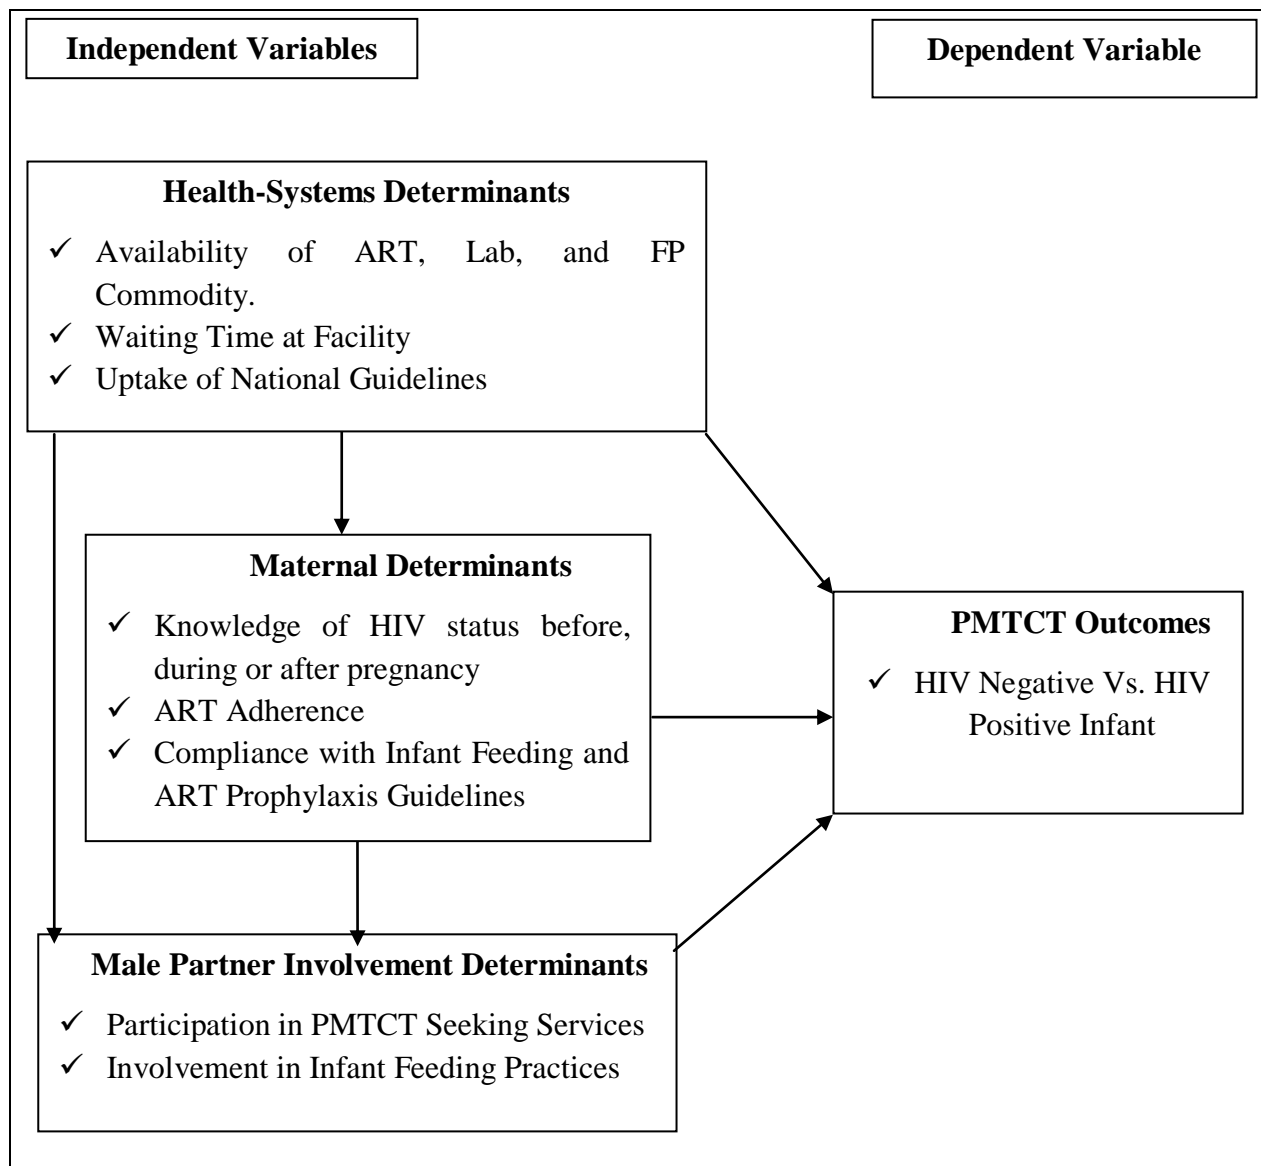 Independent Variables
Dependent Variable
Health-Systems Determinants
✓ Availability of ART, Lab, and FP
Commodity.
✓ Waiting Time at Facility
✓ Uptake of National Guidelines
Maternal Determinants
✓ Knowledge of HIV status before,
during or after pregnancy
✓ ART Adherence
✓ Compliance with Infant Feeding and
ART Prophylaxis Guidelines
PMTCT Outcomes
✓ HIV Negative Vs. HIV
Positive Infant
Male Partner Involvement Determinants
✓ Participation in PMTCT Seeking Services
✓ Involvement in Infant Feeding Practices